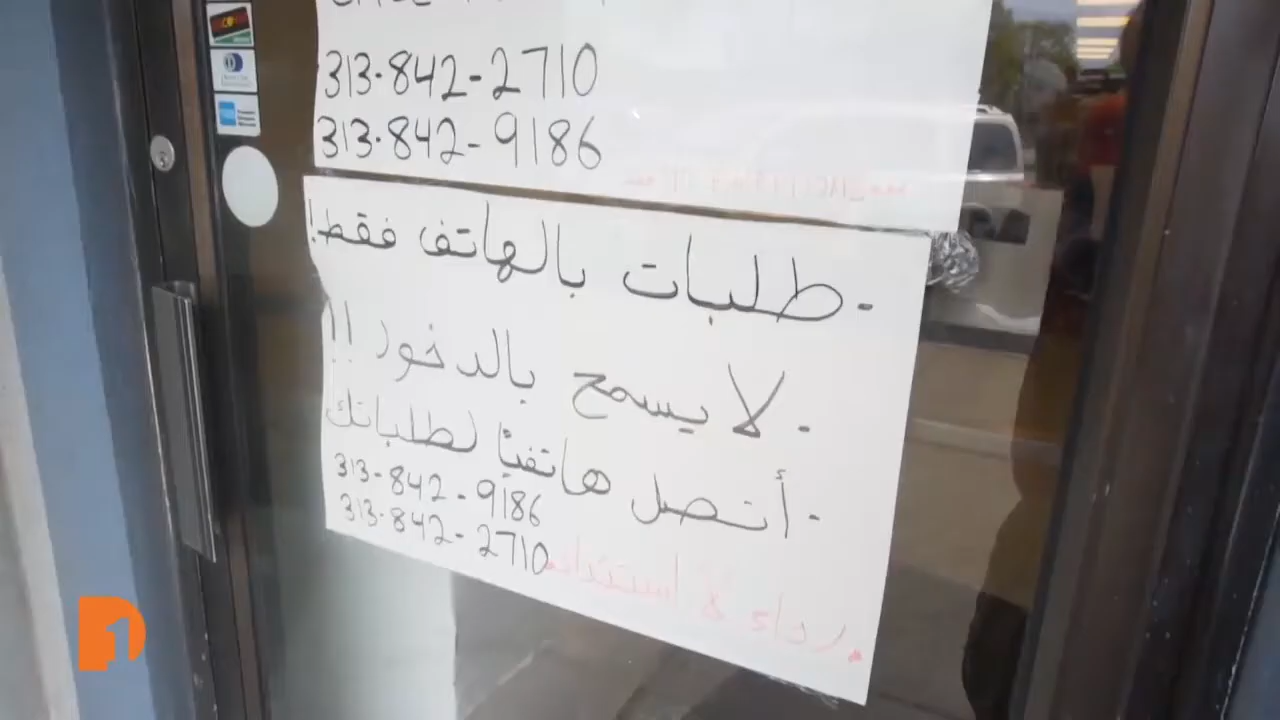 313-842-2710
313-842-9186
- طلبات بالهاتف فقط!
- لا يسمح بالدخول !!
- أتصل هاتفياً لطلباتك
313-842-9186
313-842-2710